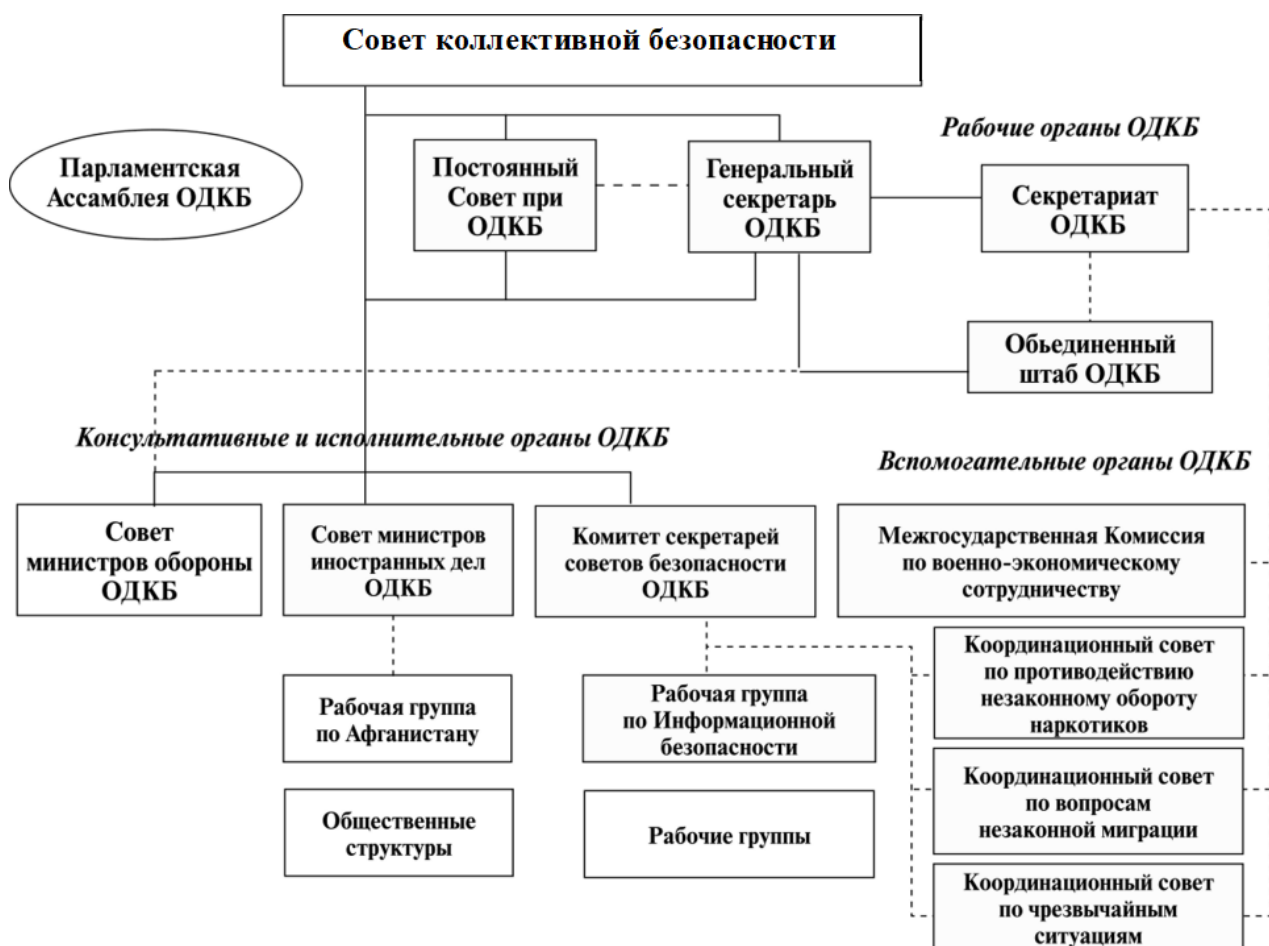 Совет коллективной безопасности
Парламентская
Ассамблея ОДКБ
Постоянный
Совет при
ОДКБ
Генеральный
секретарь
ОДКБ
Рабочие органы ОДКБ
Секретариат
ОДКБ
Обьединенный
штаб ОДКБ
Консультативные и исполнительные органы ОДКБ
Вспомогательные органы ОДКБ
Совет
министров обороны
ОДКБ
Совет министров
иностранных дел
ОДКБ
Комитет секретарей
советов безопасности
ОДКБ
Межгосударственная Комиссия
по военно-экономическому
сотрудничеству
Рабочая группа
по Афганистану
Рабочая группа
по Информационной
безопасности
Координационный совет
по противодействию
незаконному обороту
наркотиков
Общественные
структуры
Рабочие группы
Координационный совет
по вопросам
незаконной миграции
Координационный совет
по чрезвычайным
ситуациям